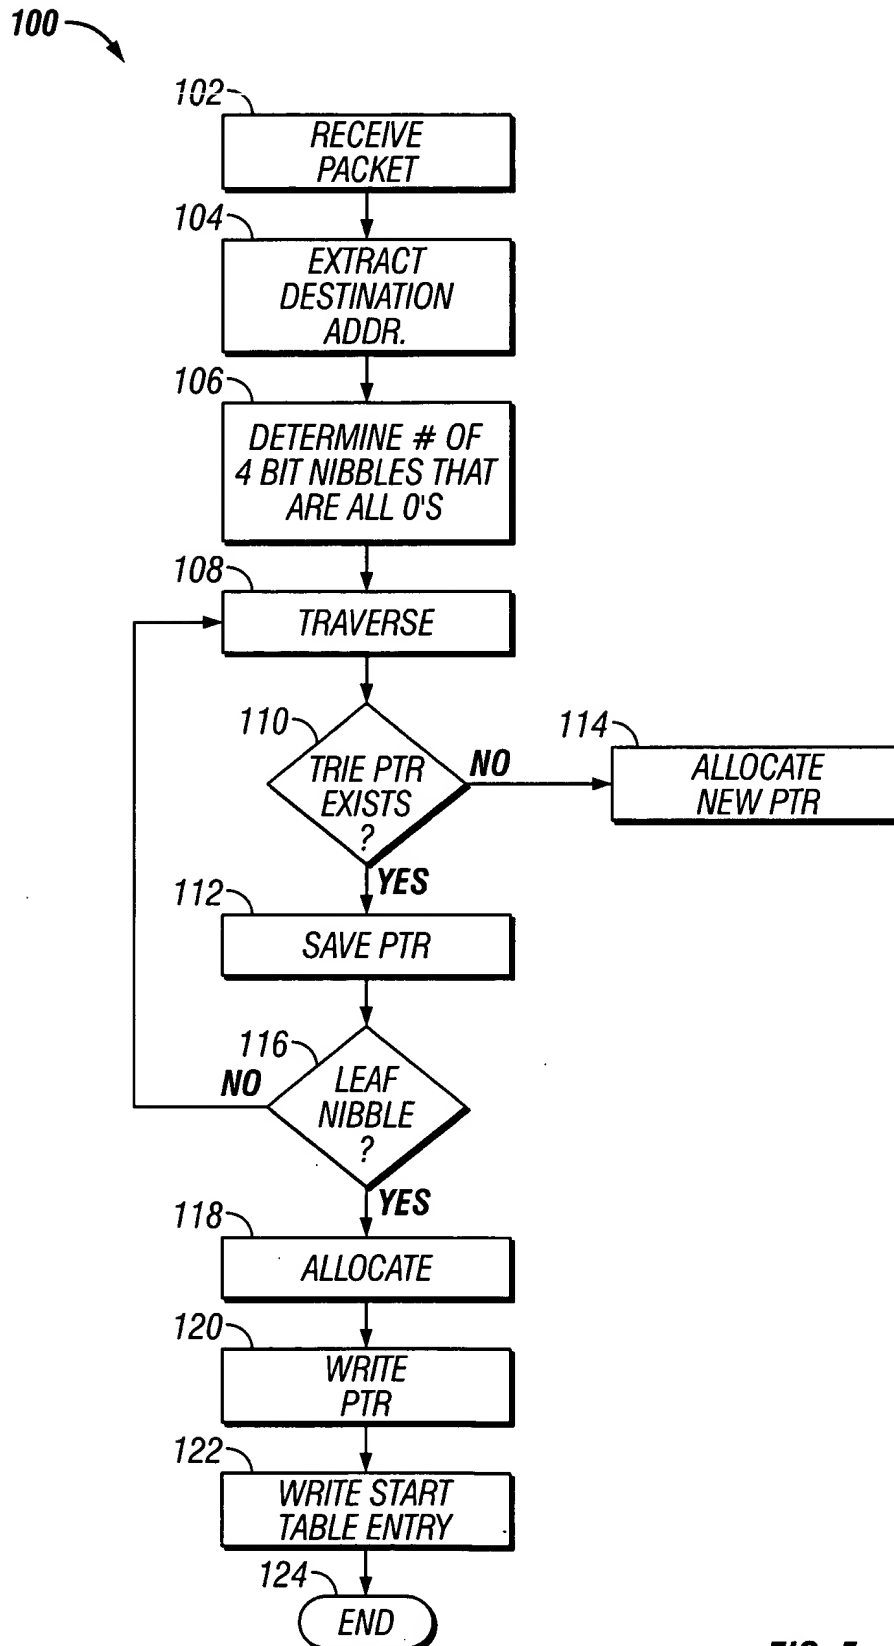 100
102
RECEIVE
PACKET
104
EXTRACT
DESTINATION
ADDR.
106
DETERMINE # OF
4 BIT NIBBLES THAT
ARE ALL 0'S
108
TRAVERSE
110
TRIE PTR
EXISTS
?
NO
114
ALLOCATE
NEW PTR
YES
112
SAVE PTR
116
LEAF
NIBBLE
?
NO
YES
118
ALLOCATE
120
WRITE
PTR
122
WRITE START
TABLE ENTRY
124
END